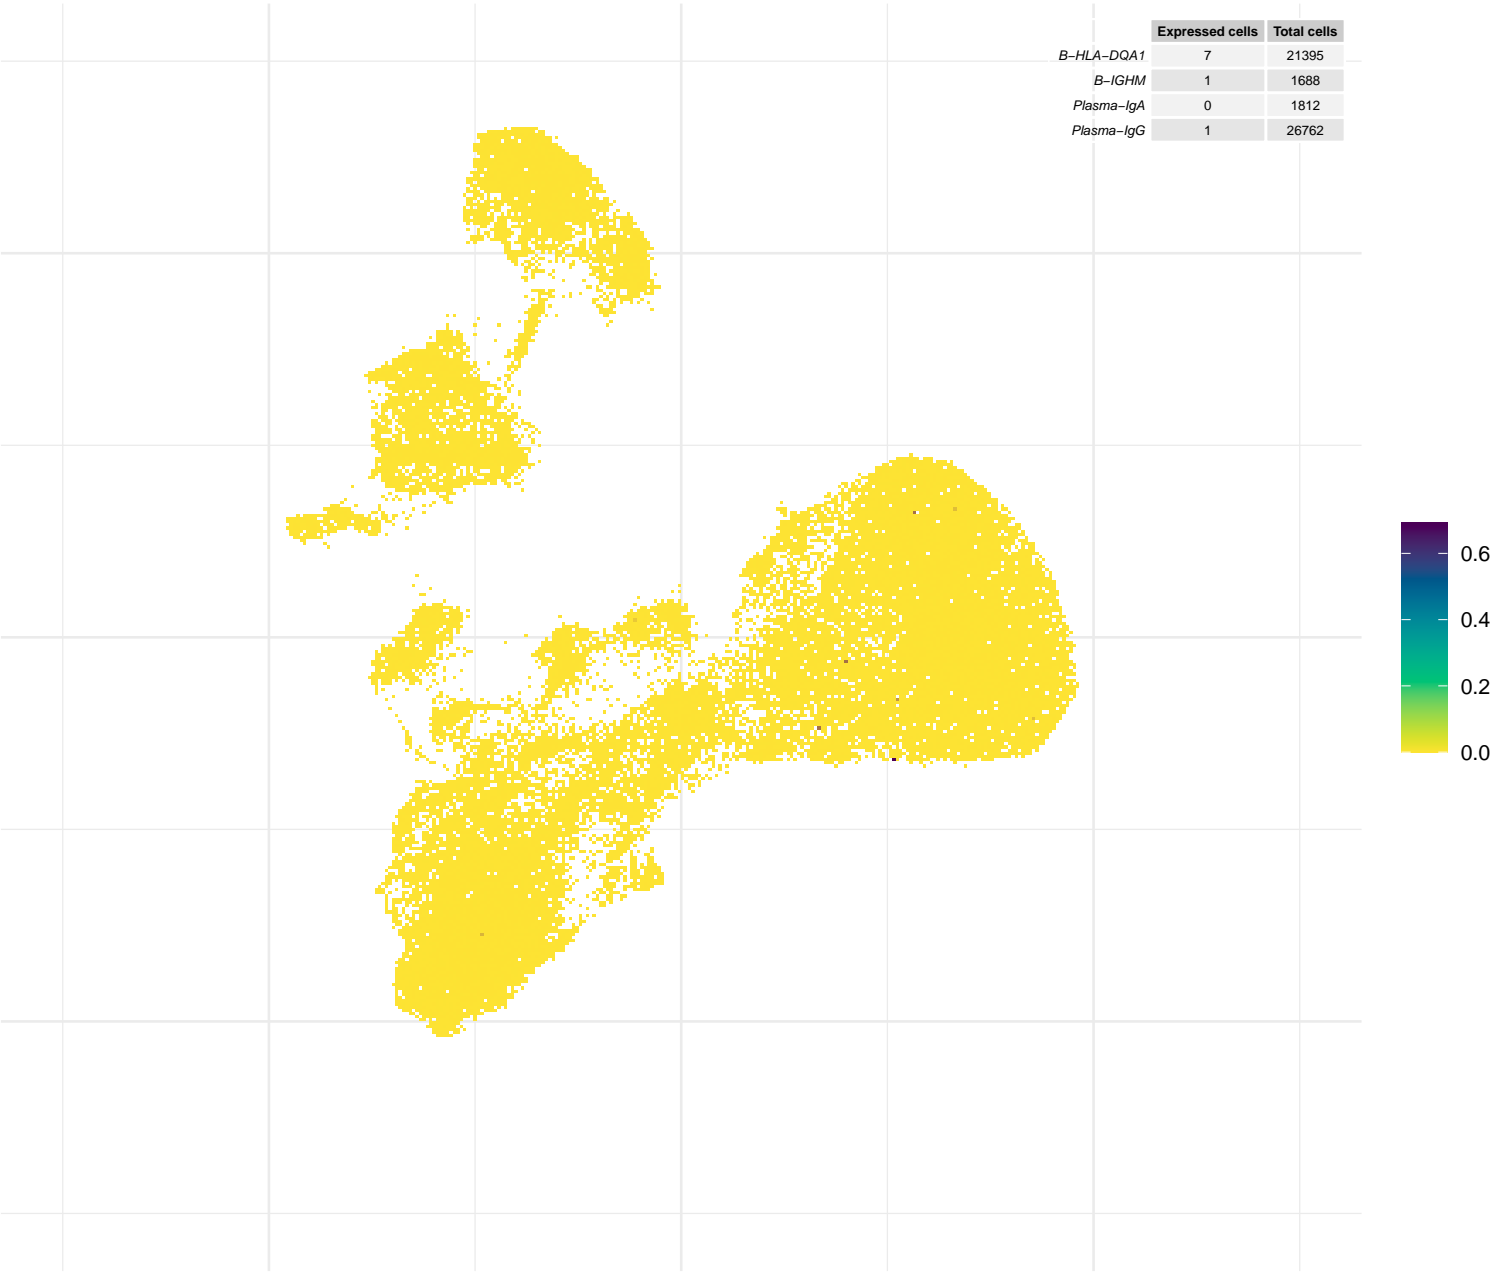 Expressed cells Total cells
B−HLA−DQA1 7 21395
B−IGHM 1 1688
Plasma−IgA 0 1812
Plasma−IgG 1 26762
0.6
0.4
0.2
0.0